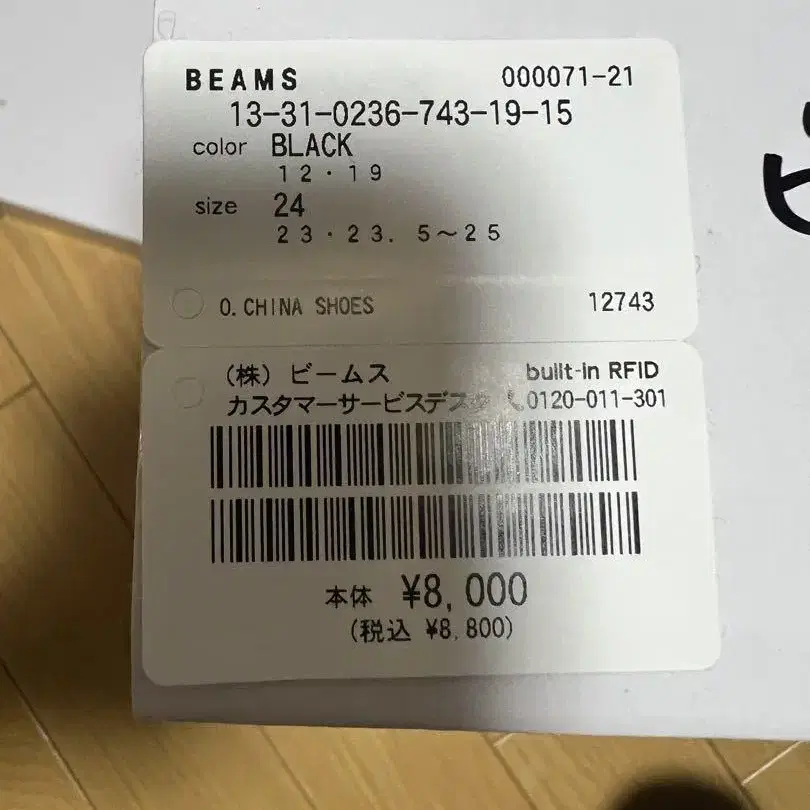 BEAMS 000071-21
13-31-0236-743-19-15
color BLACK
12・19
size 24
23・23.5〜25
O.CHINA SHOES 12743
(株)ビームス built-in RFID
カスタマーサービスデスク 0120-011-301
本体 ¥8,000
(税込 ¥8,800)